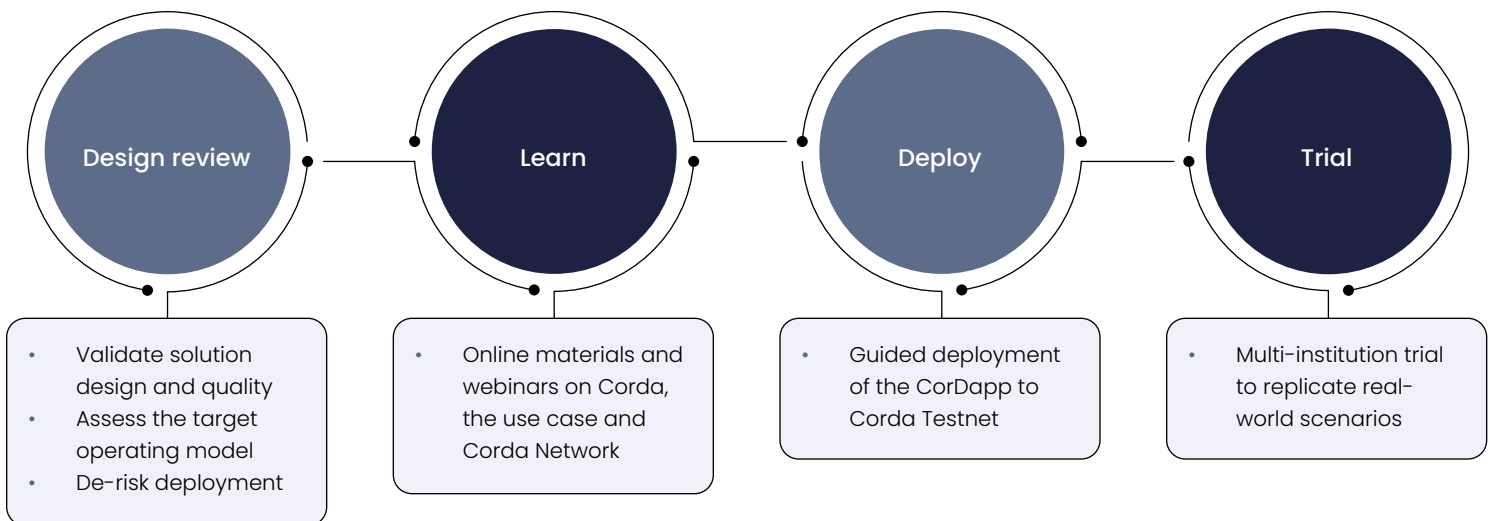 Design review
Learn
Deploy
Trial
• Validate solution
design and quality
• Assess the target
operating model
• De-risk deployment
• Online materials and
webinars on Corda,
the use case and
Corda Network
• Guided deployment
of the CorDapp to
Corda Testnet
• Multi-institution trial
to replicate real-
world scenarios